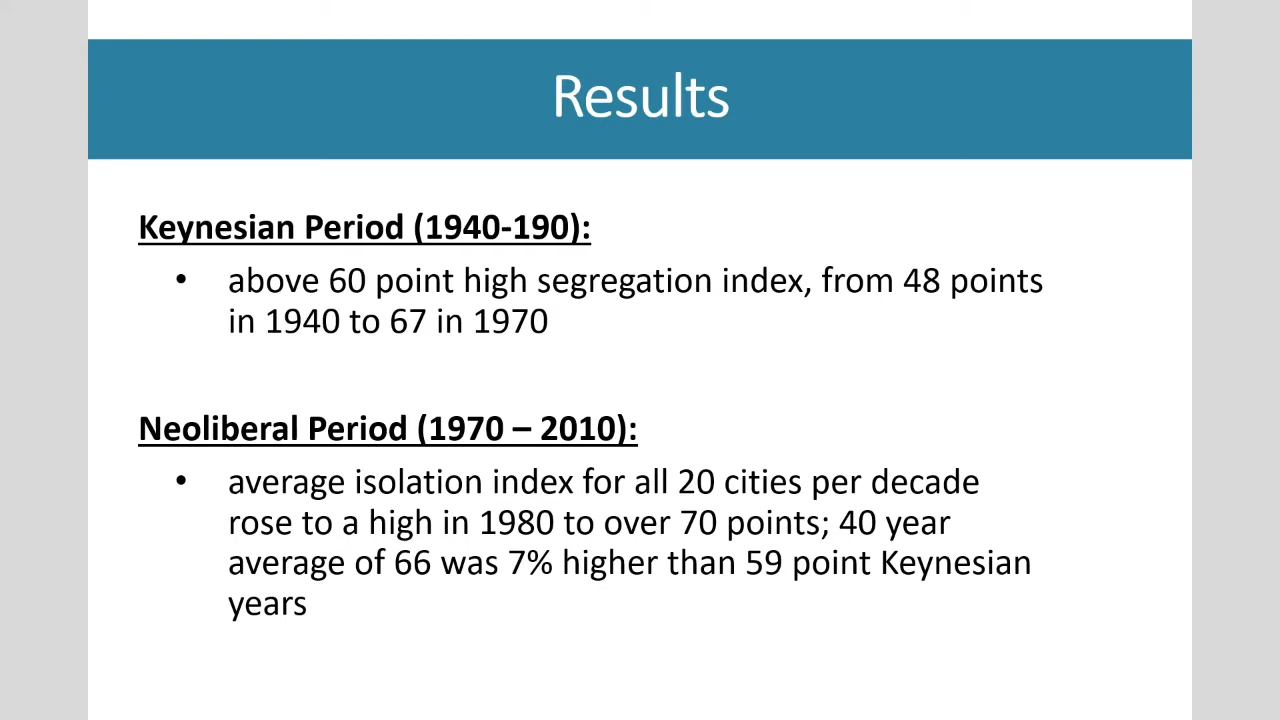 Results
Keynesian Period (1940-190):
• above 60 point high segregation index, from 48 points
in 1940 to 67 in 1970
Neoliberal Period (1970 – 2010):
• average isolation index for all 20 cities per decade
rose to a high in 1980 to over 70 points; 40 year
average of 66 was 7% higher than 59 point Keynesian
years